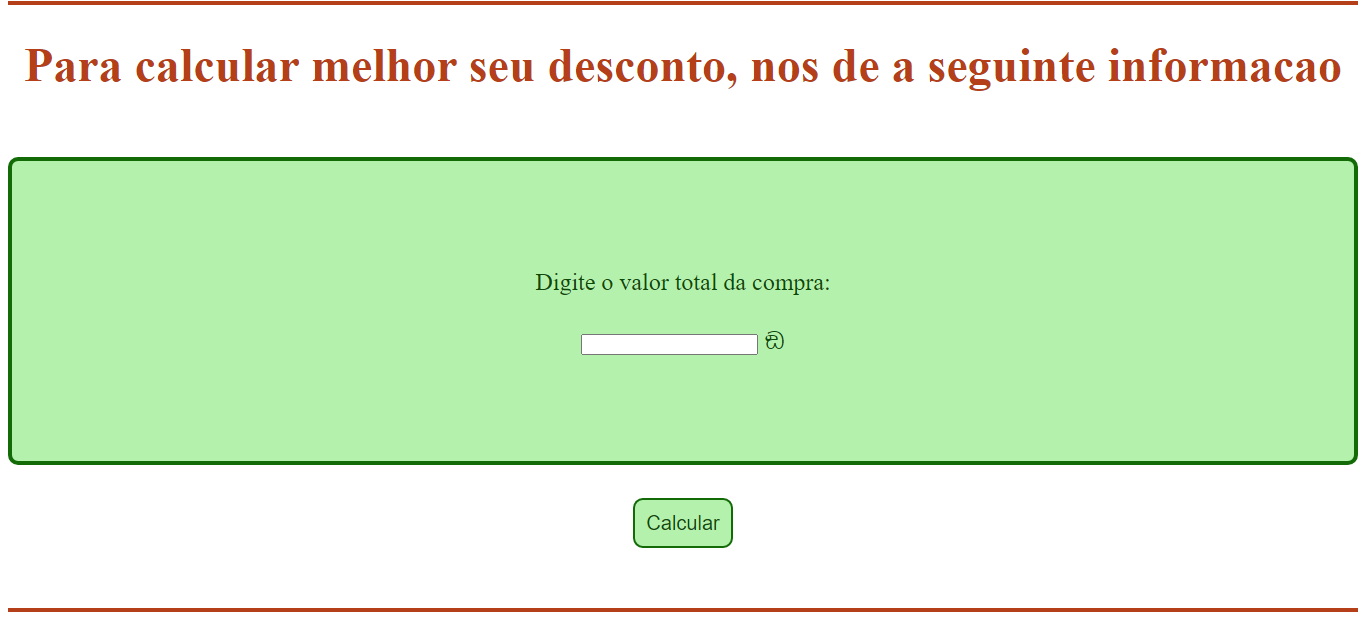 Para calcular melhor seu desconto, nos de a seguinte informacao
Digite o valor total da compra:
Calcular